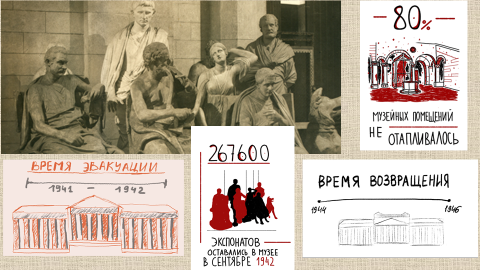 80%
МУЗЕЙНЫХ ПОМЕЩЕНИЙ
НЕ ОТАПЛИВАЛОСЬ
ВРЕМЯ ЭВАКУАЦИИ
1941 – 1942
267600
ЭКСПОНАТОВ
ОСТАВАЛИСЬ В МУЗЕЕ
В СЕНТЯБРЕ 1942
ВРЕМЯ ВОЗВРАЩЕНИЯ
1944 1946